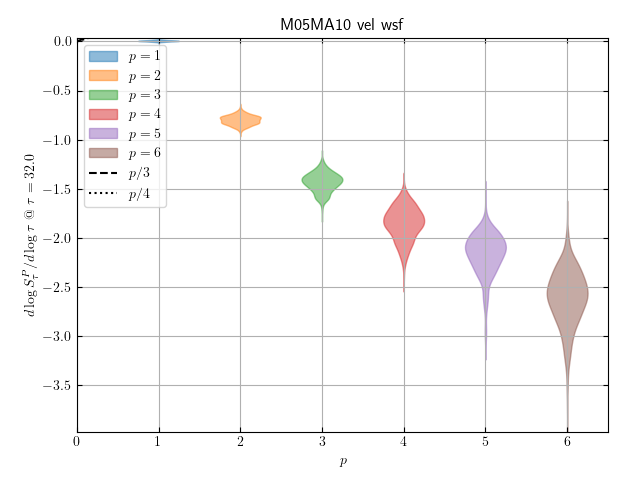 M05MA10 vel wsf
0.0
−0.5
−1.0
−1.5
−2.0
−2.5
−3.0
−3.5
d log S_τ^P / d log τ @ τ = 32.0
p = 1
p = 2
p = 3
p = 4
p = 5
p = 6
p/3
p/4
0 1 2 3 4 5 6
p